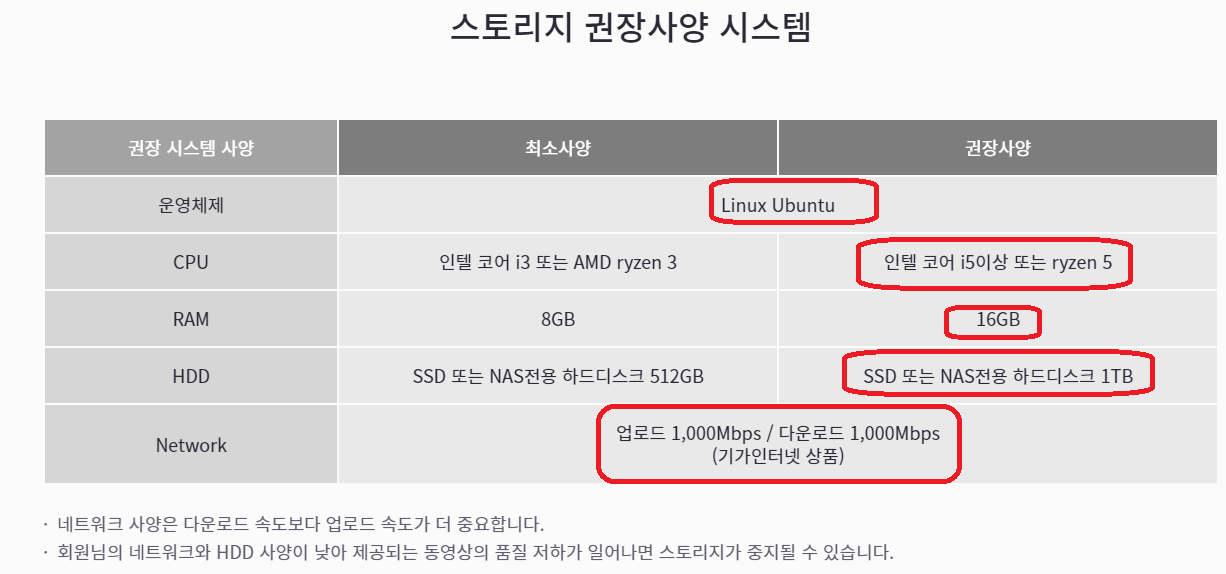 스토리지 권장사양 시스템
권장 시스템 사양 최소사양 권장사양
운영체제 Linux Ubuntu
CPU 인텔 코어 i3 또는 AMD ryzen 3 인텔 코어 i5이상 또는 ryzen 5
RAM 8GB 16GB
HDD SSD 또는 NAS전용 하드디스크 512GB SSD 또는 NAS전용 하드디스크 1TB
Network 업로드 1,000Mbps / 다운로드 1,000Mbps
(기가인터넷 상품)
· 네트워크 사양은 다운로드 속도보다 업로드 속도가 더 중요합니다.
· 회원님의 네트워크와 HDD 사양이 낮아 제공되는 동영상의 품질 저하가 일어나면 스토리지가 중지될 수 있습니다.